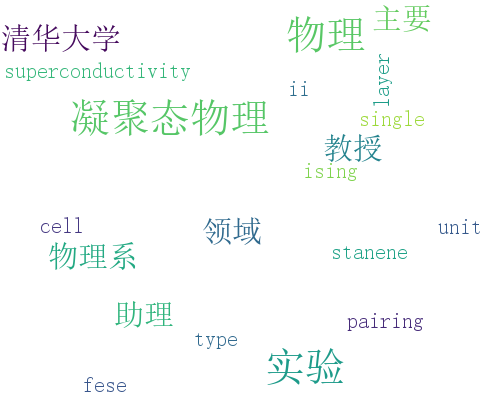 主要
物理
清华大学
superconductivity
layer
ii
凝聚态物理
single
教授
ising
cell
领域
unit
物理系
stanene
助理
pairing
type
实验
fese